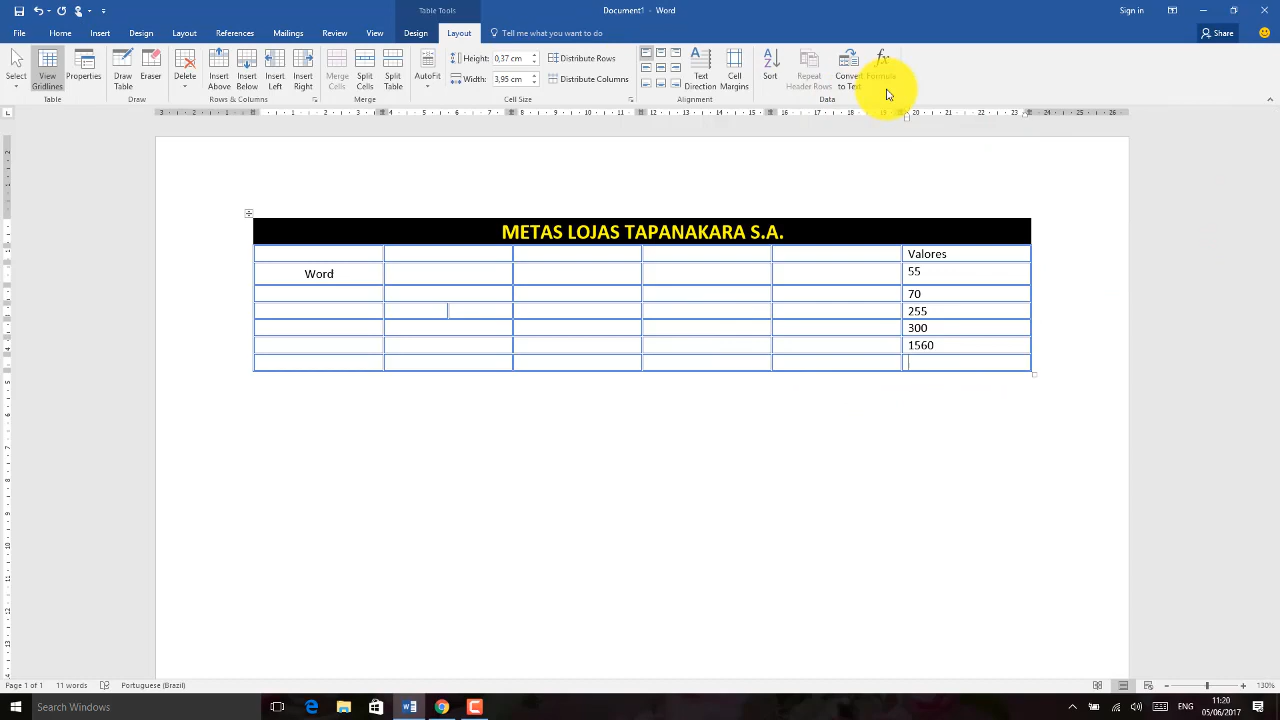 Table Tools
Document1 - Word
Sign in
File Home Insert Draw Layout References Mailings Review View Design Layout Tell me what you want to do Share
Select View Gridlines Properties Draw Table Eraser Delete Insert Above Insert Below Insert Left Insert Right Merge Cells Split Cells Split Table AutoFit Height: 0,37 cm Width: 3,95 cm Distribute Rows Distribute Columns Text Direction Cell Margins Sort Repeat Header Rows Convert to Text Formula
Table Draw Rows & Columns Merge Cell Size Alignment Data
METAS LOJAS TAPANAKARA S.A.
Valores
Word 55
70
255
300
1560
Page 1 of 1 11 words Portuguese (Brazil) 130%
Search Windows
11:20
05/06/2017